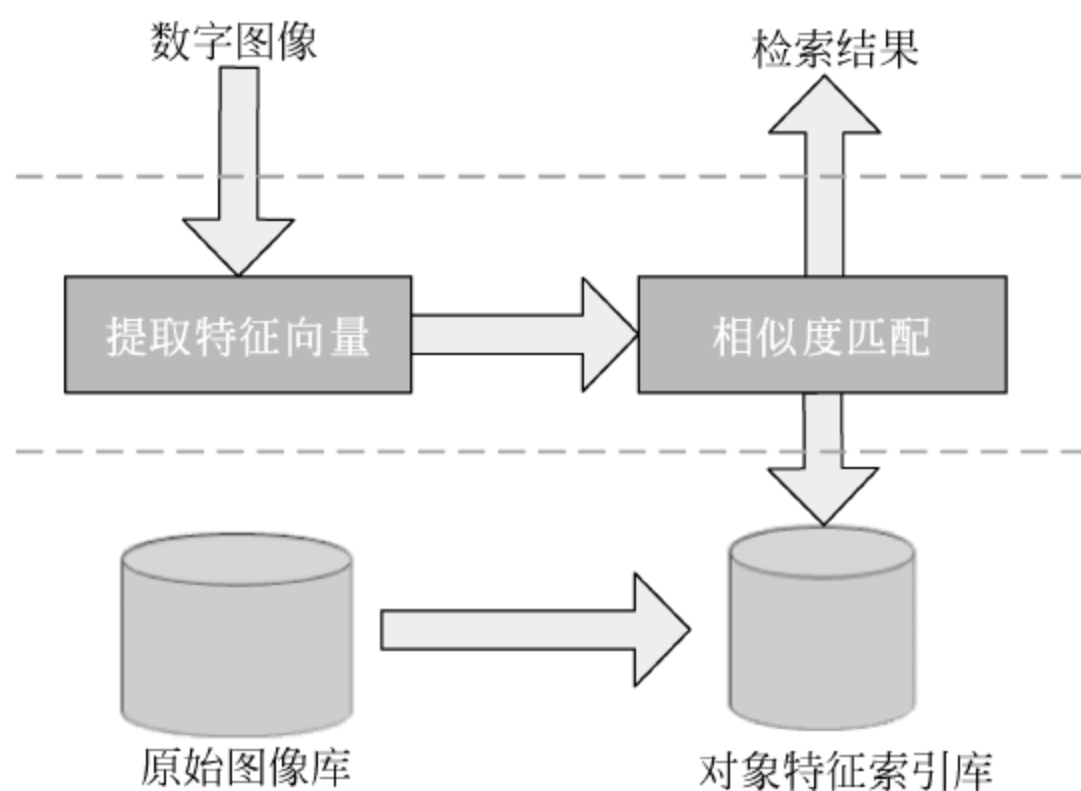 数字图像
检索结果
提取特征向量
相似度匹配
原始图像库
对象特征索引库